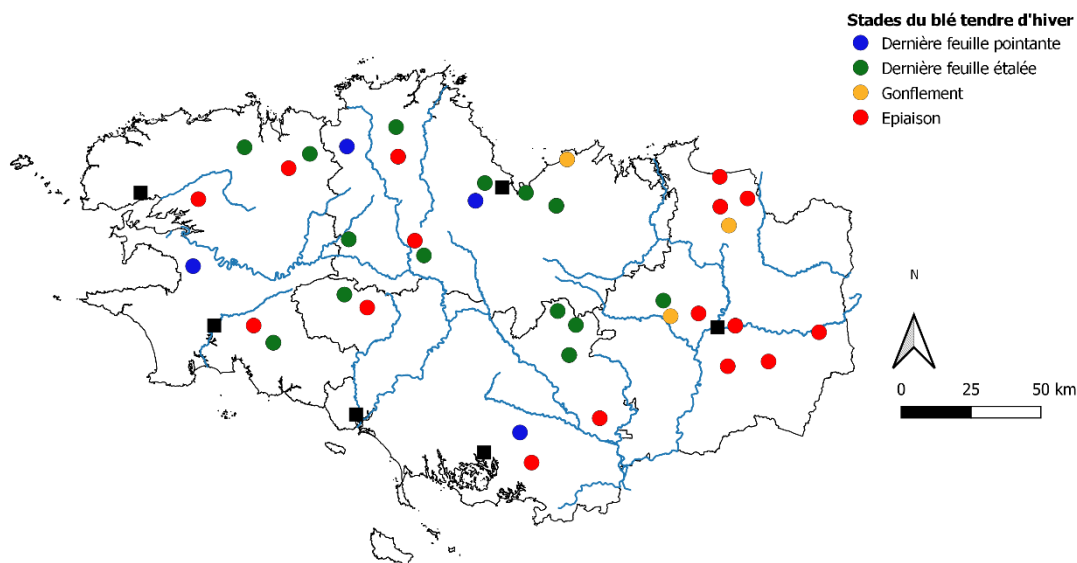 Stades du blé tendre d'hiver
Dernière feuille pointante
Dernière feuille étalée
Gonflement
Epiaison
N
0 25 50 km